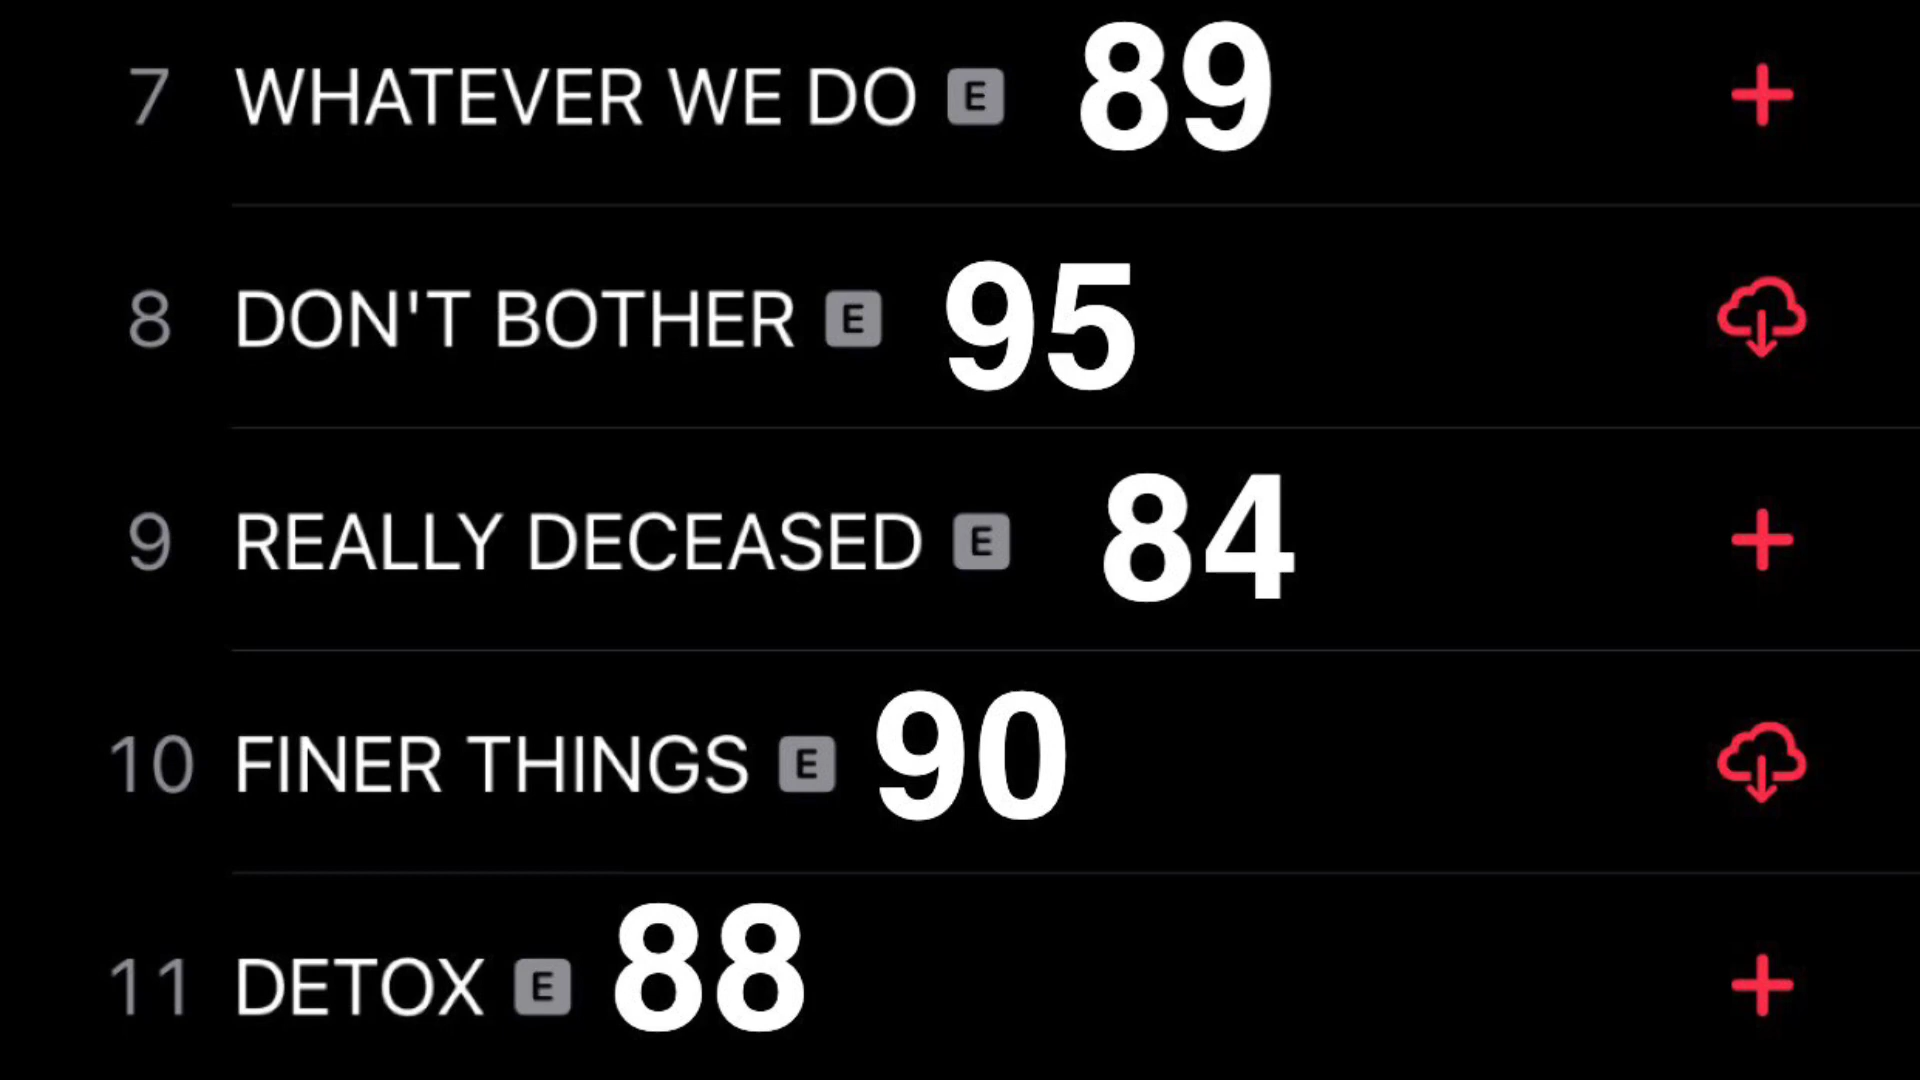 7 WHATEVER WE DO E 89
8 DON'T BOTHER E 95
9 REALLY DECEASED E 84
10 FINER THINGS E 90
11 DETOX E 88